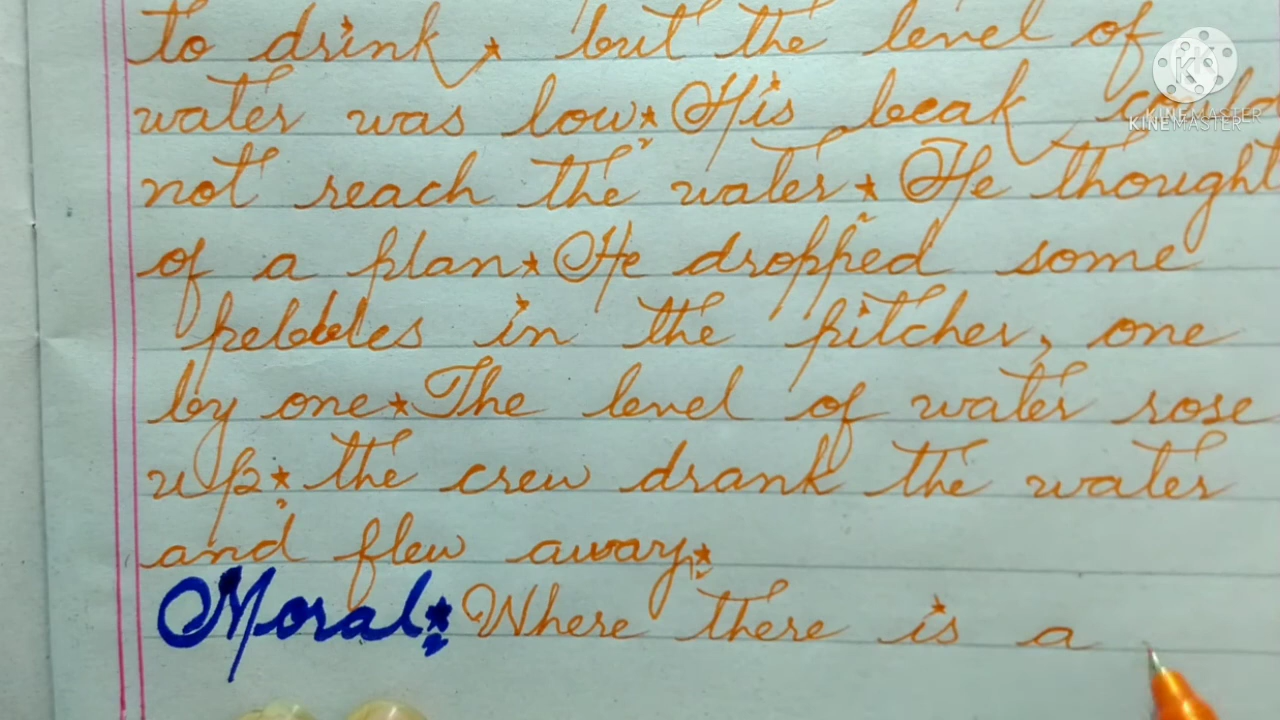 to drink, but the level of
water was low. His beak could
not reach the water. He thought
of a plan. He dropped some
pebbles in the pitcher, one
by one. The level of water rose
up. the crew drank the water
and flew away.
Moral. Where there is a
KINEMASTER
KINEMASTER